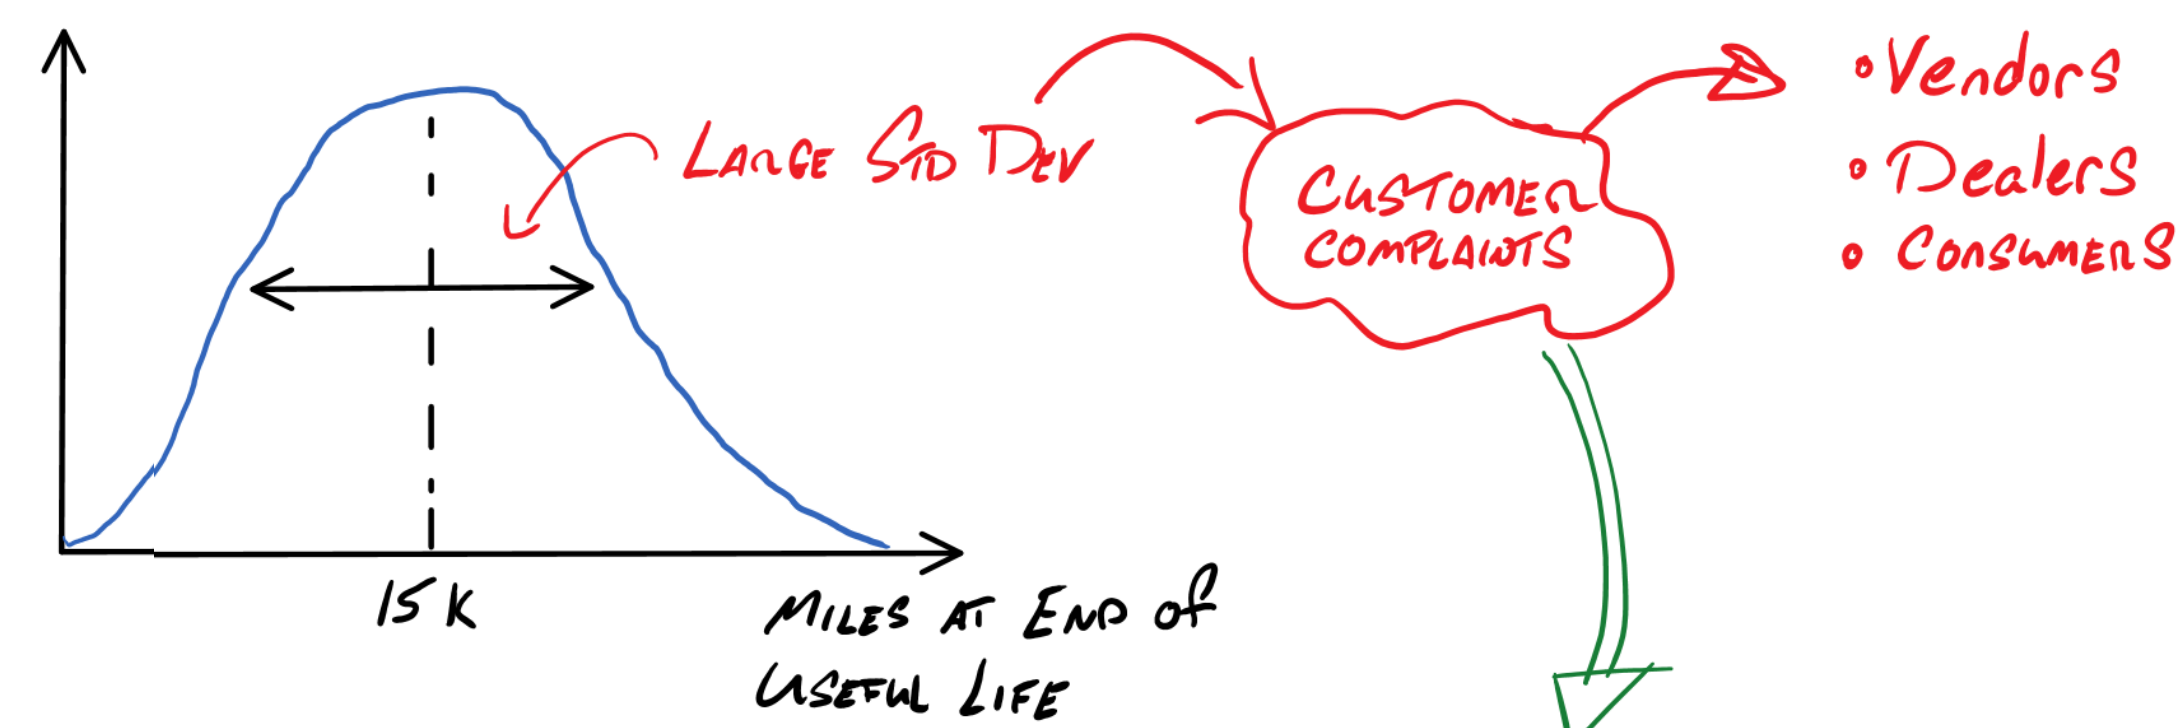 • Vendors
LARGE STD DEV
• Dealers
CUSTOMER
COMPLAINTS
• CONSUMERS
15 K
MILES AT END OF
USEFUL LIFE